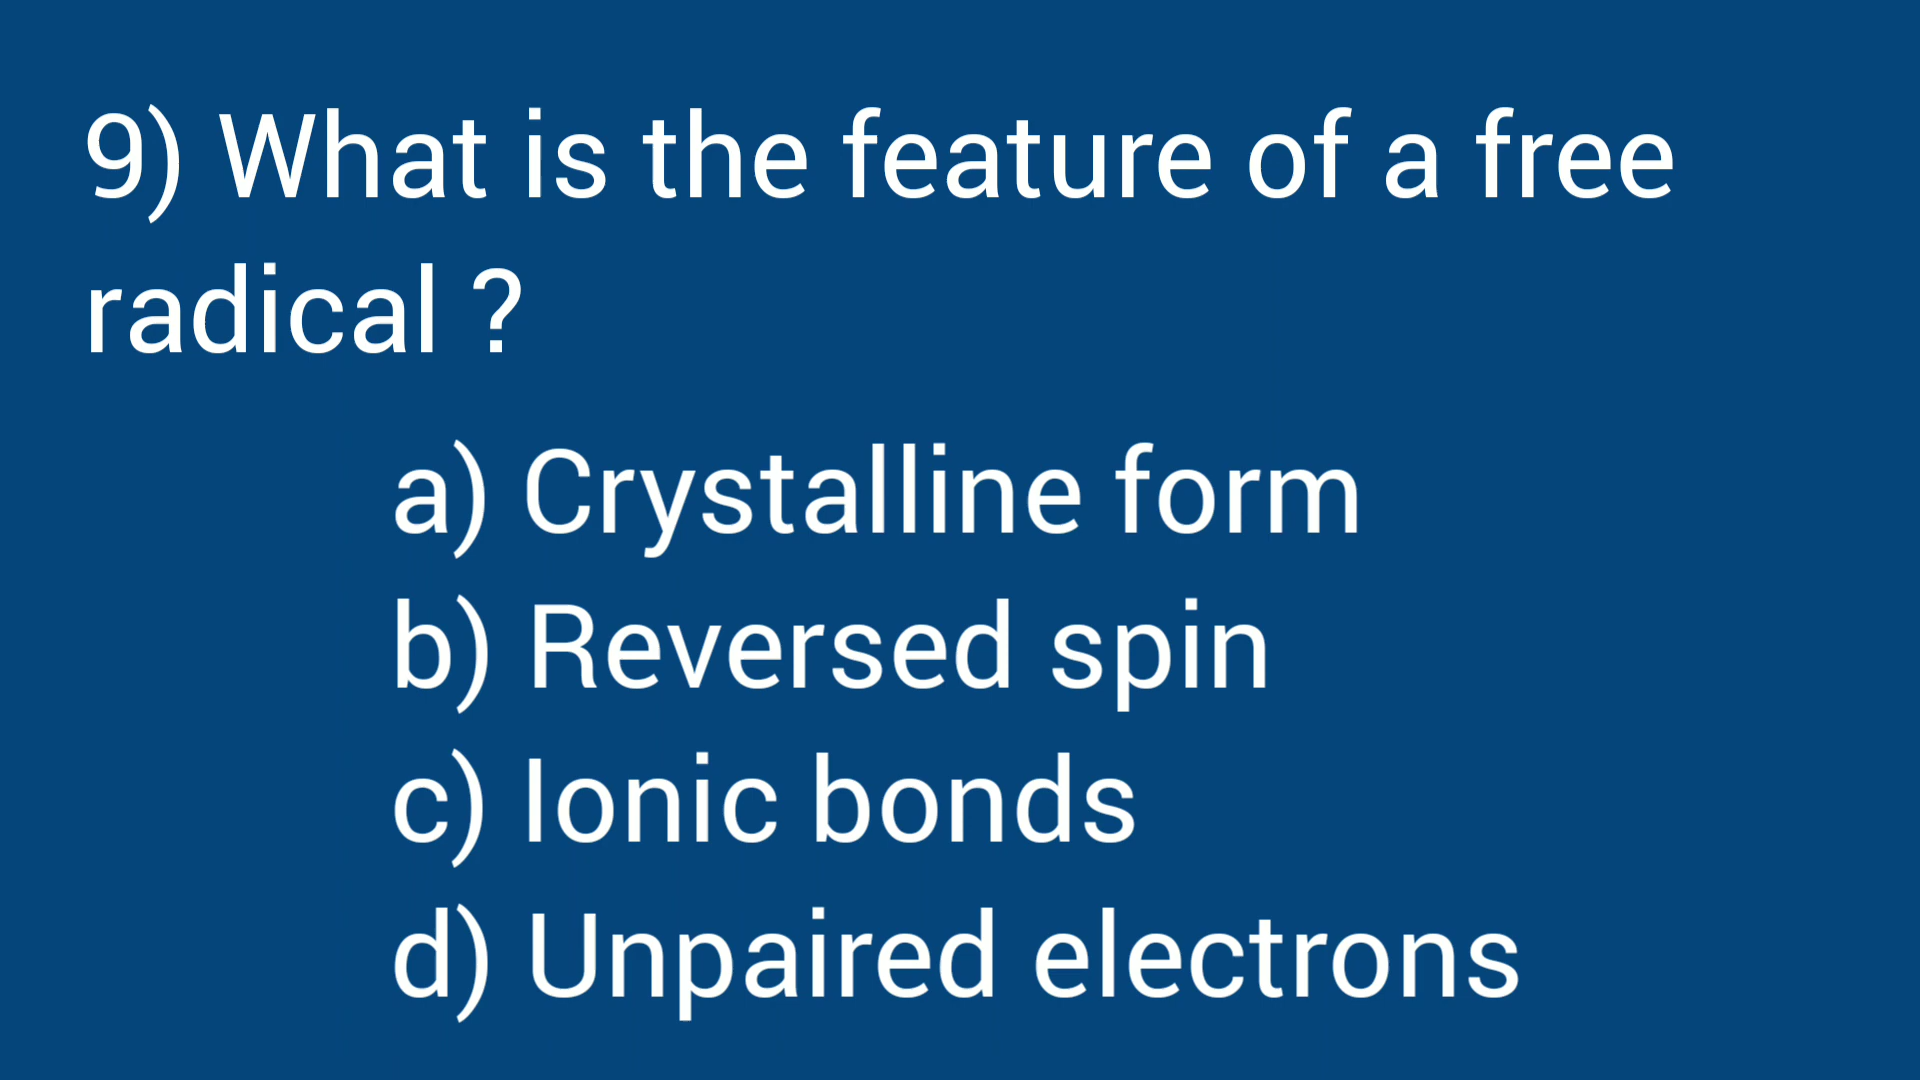 9) What is the feature of a free
radical ?
a) Crystalline form
b) Reversed spin
c) Ionic bonds
d) Unpaired electrons